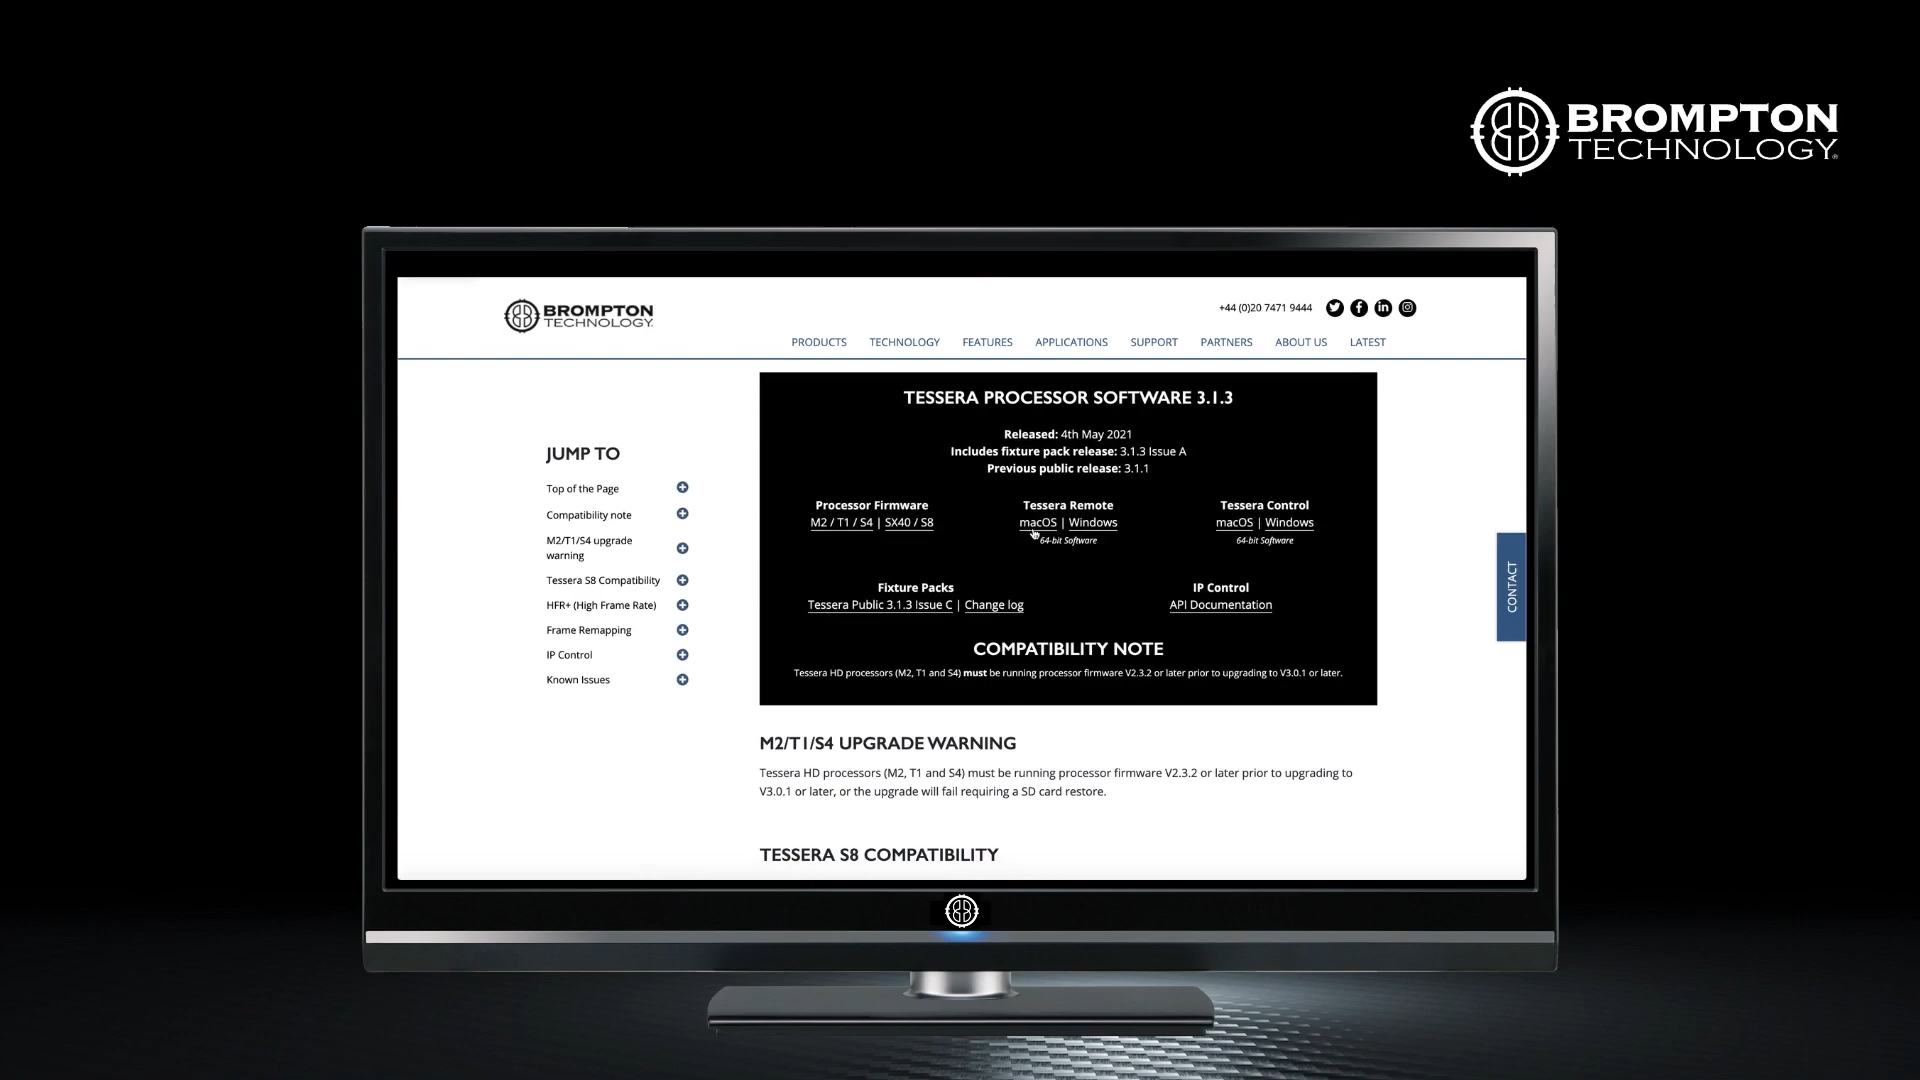 BROMPTON
TECHNOLOGY®
BROMPTON
TECHNOLOGY
+44 (0)20 7471 9444
PRODUCTS TECHNOLOGY FEATURES APPLICATIONS SUPPORT PARTNERS ABOUT US LATEST
JUMP TO
Top of the Page
Compatibility note
M2/T1/S4 upgrade
warning
Tessera S8 Compatibility
HFR+ (High Frame Rate)
Frame Remapping
IP Control
Known Issues
TESSERA PROCESSOR SOFTWARE 3.1.3
Released: 4th May 2021
Includes fixture pack release: 3.1.3 Issue A
Previous public release: 3.1.1
Processor Firmware
M2 / T1 / S4 | SX40 / S8
Tessera Remote
macOS | Windows
64-bit Software
Tessera Control
macOS | Windows
64-bit Software
Fixture Packs
Tessera Public 3.1.3 Issue C | Change log
IP Control
API Documentation
COMPATIBILITY NOTE
Tessera HD processors (M2, T1 and S4) must be running processor firmware V2.3.2 or later prior to upgrading to V3.0.1 or later.
M2/T1/S4 UPGRADE WARNING
Tessera HD processors (M2, T1 and S4) must be running processor firmware V2.3.2 or later prior to upgrading to
V3.0.1 or later, or the upgrade will fail requiring a SD card restore.
TESSERA S8 COMPATIBILITY
CONTACT